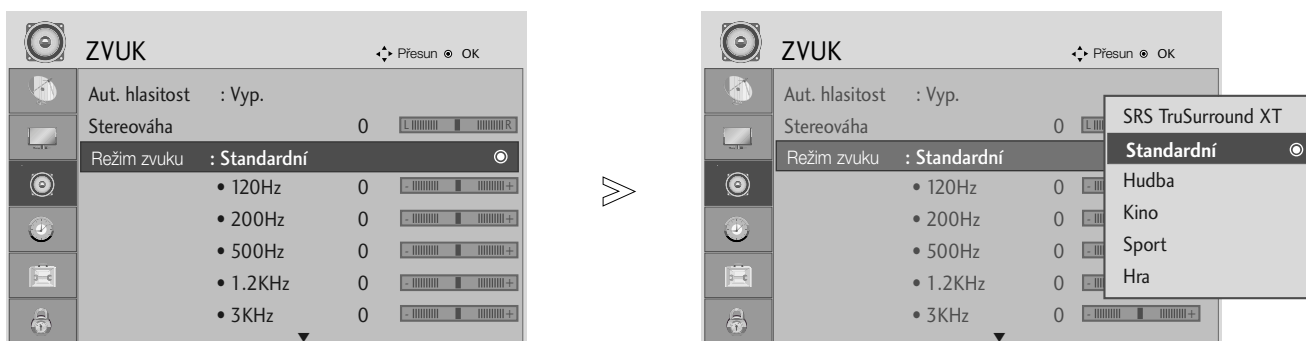 ZVUK
Přesun OK
Aut. hlasitost : Vyp.
Stereováha 0 L R
Režim zvuku : Standardní
• 120Hz 0 - +
• 200Hz 0 - +
• 500Hz 0 - +
• 1.2KHz 0 - +
• 3KHz 0 - +
ZVUK
Přesun OK
Aut. hlasitost : Vyp.
Stereováha 0 L
Režim zvuku : Standardní
• 120Hz 0 -
• 200Hz 0 -
• 500Hz 0 -
• 1.2KHz 0 -
• 3KHz 0 - +
SRS TruSurround XT
Standardní
Hudba
Kino
Sport
Hra